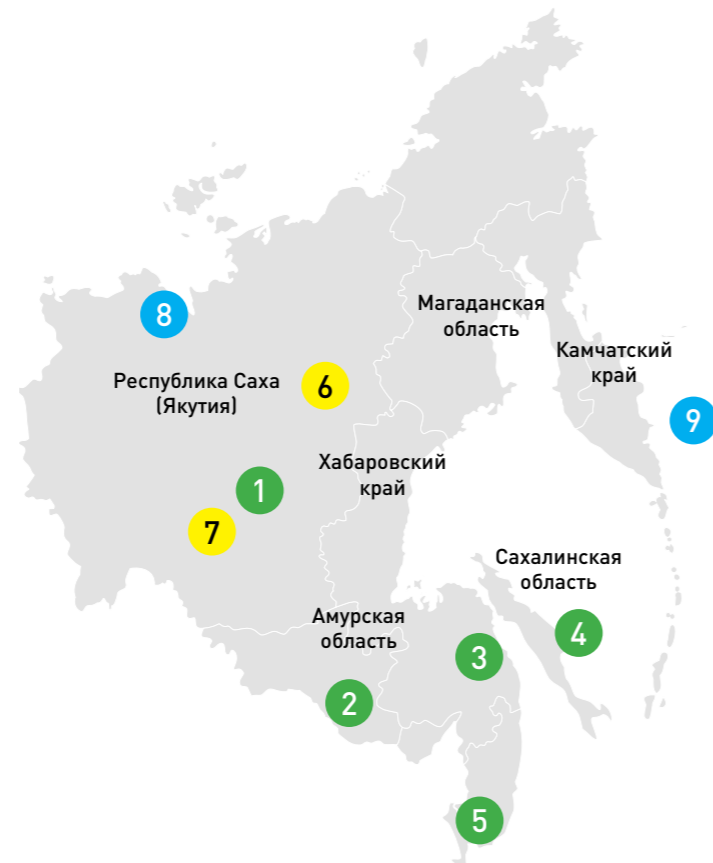 Магаданская
область
8
Камчатский
край
Республика Саха
(Якутия)
6
9
Хабаровский
край
1
7
Сахалинская
область
Амурская
область
4
3
2
5